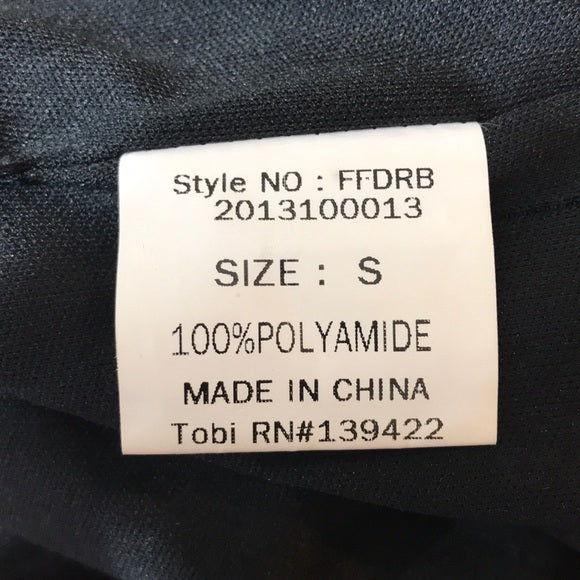 Style NO : FFDRB
2013100013
SIZE : S
100%POLYAMIDE
MADE IN CHINA
Tobi RN#139422